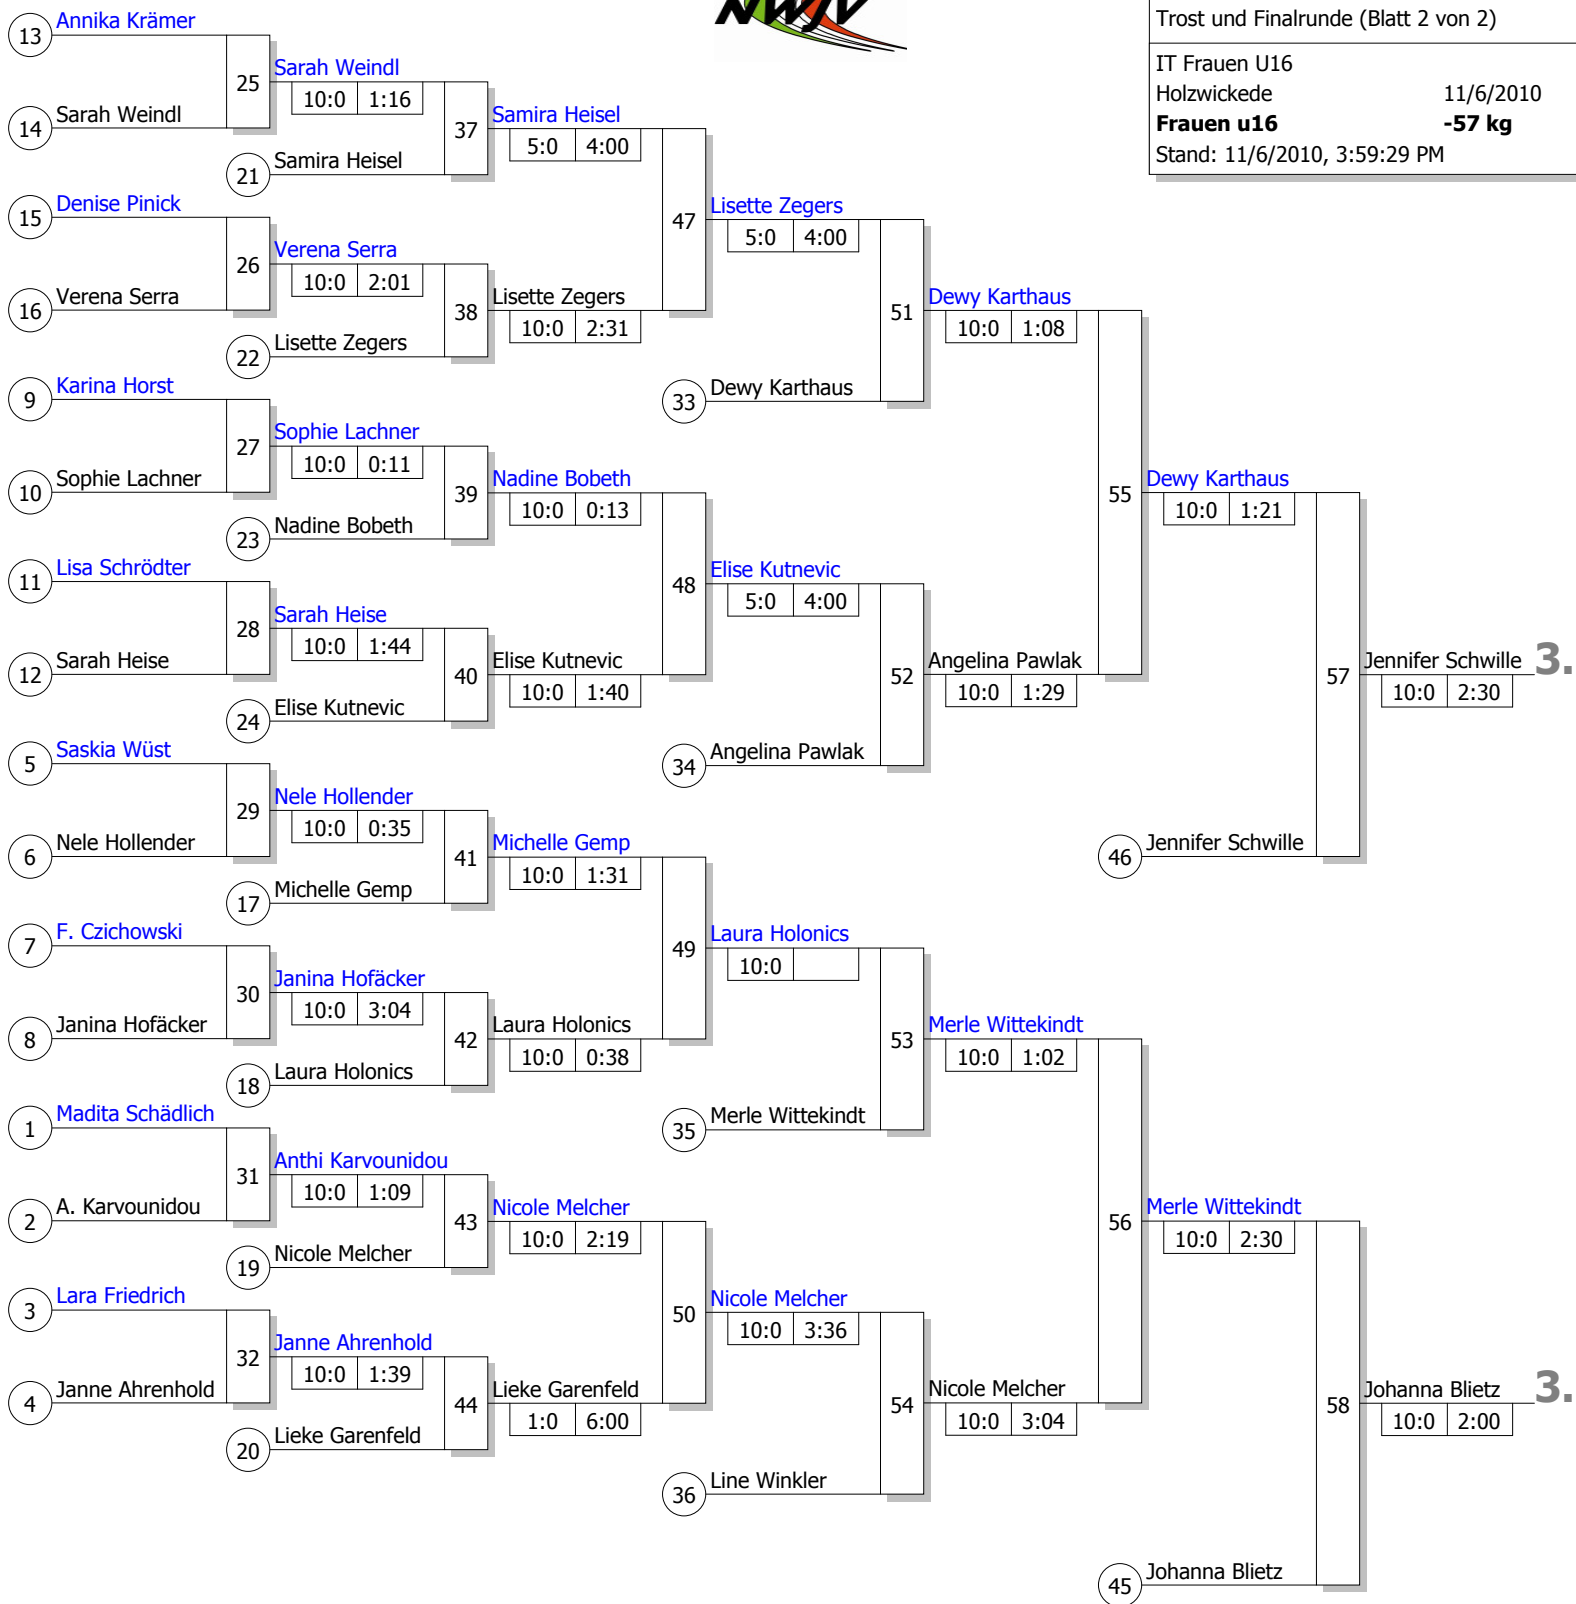 NWJV
Trost und Finalrunde (Blatt 2 von 2)
IT Frauen U16
Holzwickede 11/6/2010
Frauen u16 -57 kg
Stand: 11/6/2010, 3:59:29 PM
13 Annika Krämer
25 Sarah Weindl
10:0 1:16
14 Sarah Weindl
37 Samira Heisel
5:0 4:00
21 Samira Heisel
15 Denise Pinick
47 Lisette Zegers
5:0 4:00
26 Verena Serra
10:0 2:01
16 Verena Serra
38 Lisette Zegers
10:0 2:31
22 Lisette Zegers
51 Dewy Karthaus
10:0 1:08
33 Dewy Karthaus
9 Karina Horst
27 Sophie Lachner
10:0 0:11
10 Sophie Lachner
39 Nadine Bobeth
10:0 0:13
23 Nadine Bobeth
55 Dewy Karthaus
10:0 1:21
11 Lisa Schrödter
48 Elise Kutnevic
5:0 4:00
28 Sarah Heise
10:0 1:44
12 Sarah Heise
40 Elise Kutnevic
10:0 1:40
24 Elise Kutnevic
52 Angelina Pawlak
10:0 1:29
34 Angelina Pawlak
57 Jennifer Schwille 3.
10:0 2:30
46 Jennifer Schwille
5 Saskia Wüst
29 Nele Hollender
10:0 0:35
6 Nele Hollender
41 Michelle Gemp
10:0 1:31
17 Michelle Gemp
7 F. Czichowski
49 Laura Holonics
10:0
30 Janina Hofäcker
10:0 3:04
8 Janina Hofäcker
42 Laura Holonics
10:0 0:38
18 Laura Holonics
53 Merle Wittekindt
10:0 1:02
35 Merle Wittekindt
1 Madita Schädlich
31 Anthi Karvounidou
10:0 1:09
2 A. Karvounidou
43 Nicole Melcher
10:0 2:19
19 Nicole Melcher
56 Merle Wittekindt
10:0 2:30
3 Lara Friedrich
50 Nicole Melcher
10:0 3:36
32 Janne Ahrenhold
10:0 1:39
4 Janne Ahrenhold
44 Lieke Garenfeld
1:0 6:00
20 Lieke Garenfeld
54 Nicole Melcher
10:0 3:04
36 Line Winkler
58 Johanna Blietz 3.
10:0 2:00
45 Johanna Blietz